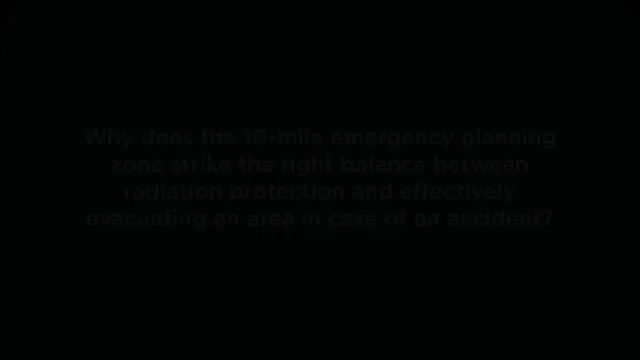 Why does the 10-mile emergency planning
zone strike the right balance between
radiation protection and effectively
evacuating an area in case of an accident?